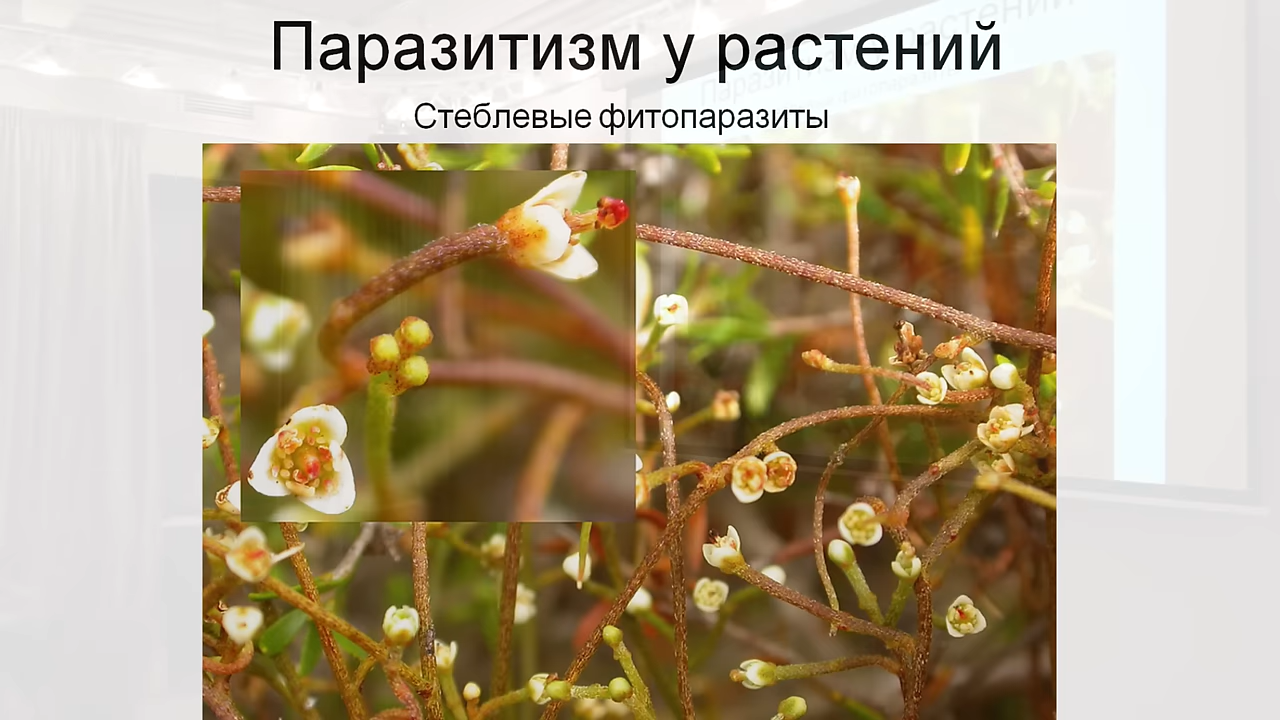 Паразитизм у растений
Стеблевые фитопаразиты